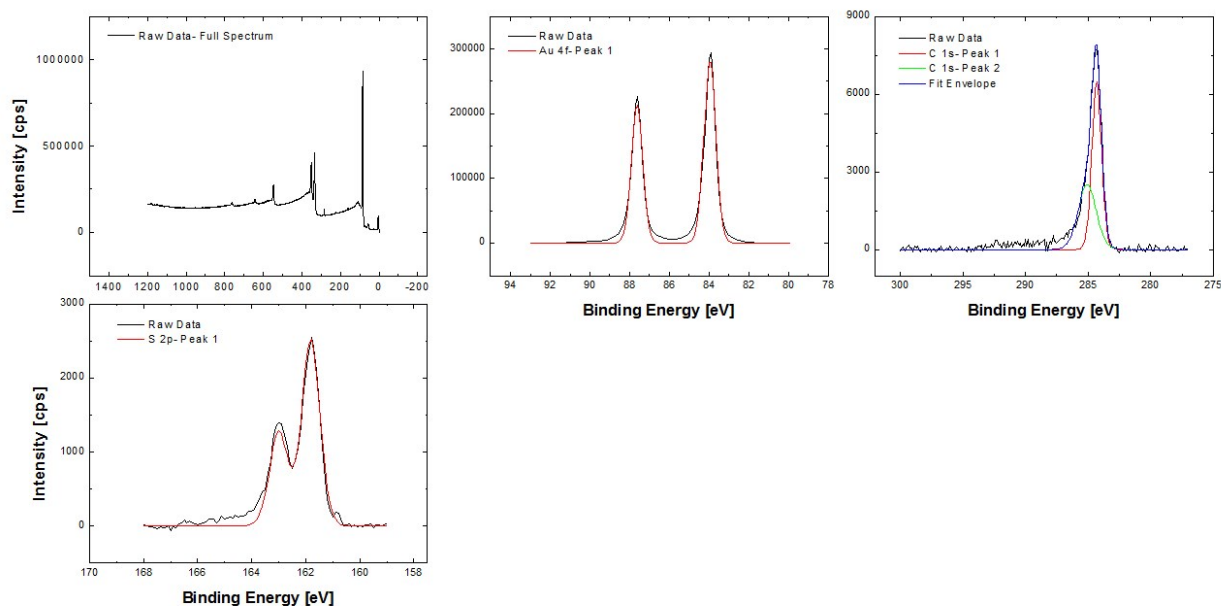 Raw Data- Full Spectrum
Intensity [cps]
1000000
500000
0
1400 1200 1000 800 600 400 200 0 -200
Raw Data
Au 4f- Peak 1
300000
200000
100000
0
94 92 90 88 86 84 82 80 78
Binding Energy [eV]
Raw Data
C 1s- Peak 1
C 1s- Peak 2
Fit Envelope
9000
6000
3000
0
300 295 290 285 280 275
Binding Energy [eV]
Raw Data
S 2p- Peak 1
Intensity [cps]
3000
2000
1000
0
170 168 166 164 162 160 158
Binding Energy [eV]